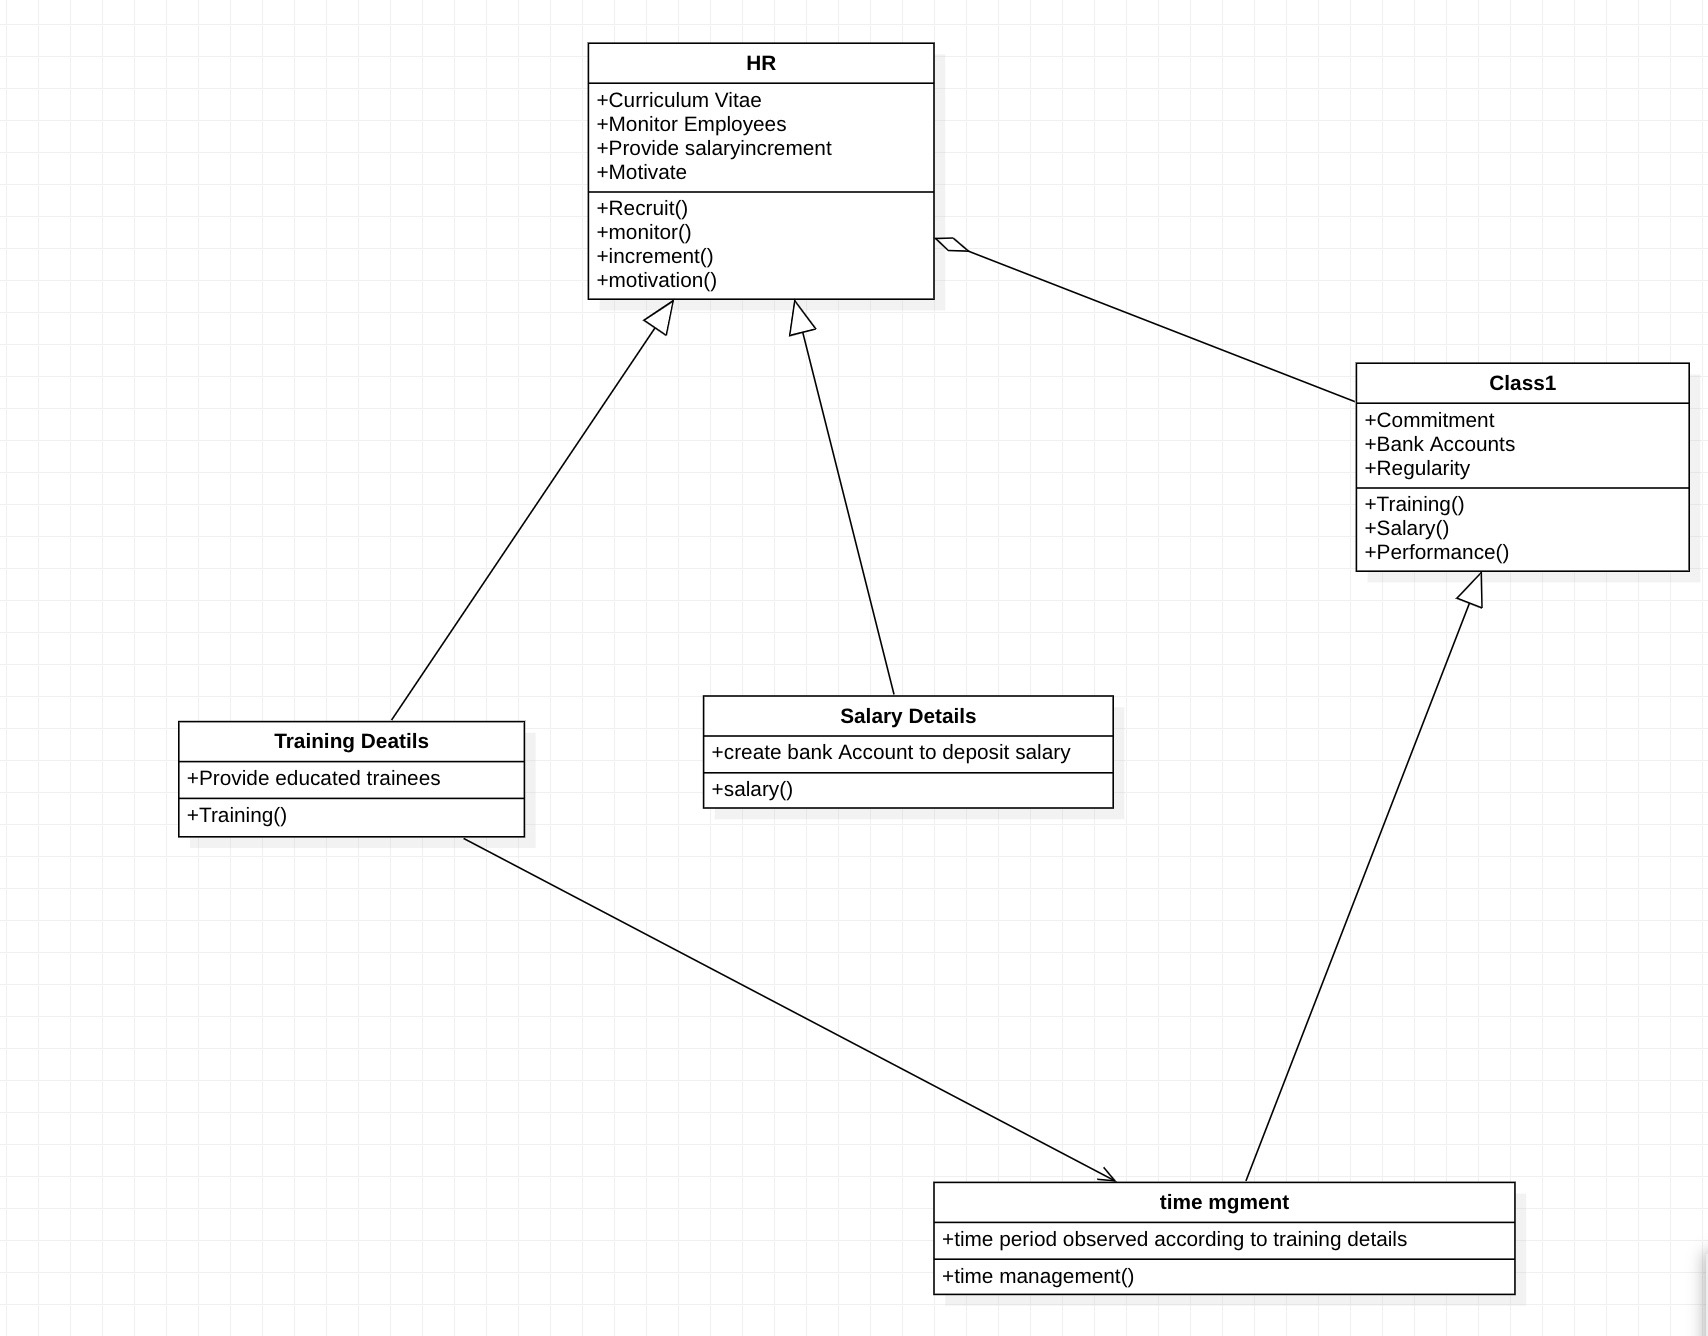 HR
+Curriculum Vitae
+Monitor Employees
+Provide salaryincrement
+Motivate
+Recruit()
+monitor()
+increment()
+motivation()
Class1
+Commitment
+Bank Accounts
+Regularity
+Training()
+Salary()
+Performance()
Training Deatils
+Provide educated trainees
+Training()
Salary Details
+create bank Account to deposit salary
+salary()
time mgment
+time period observed according to training details
+time management()